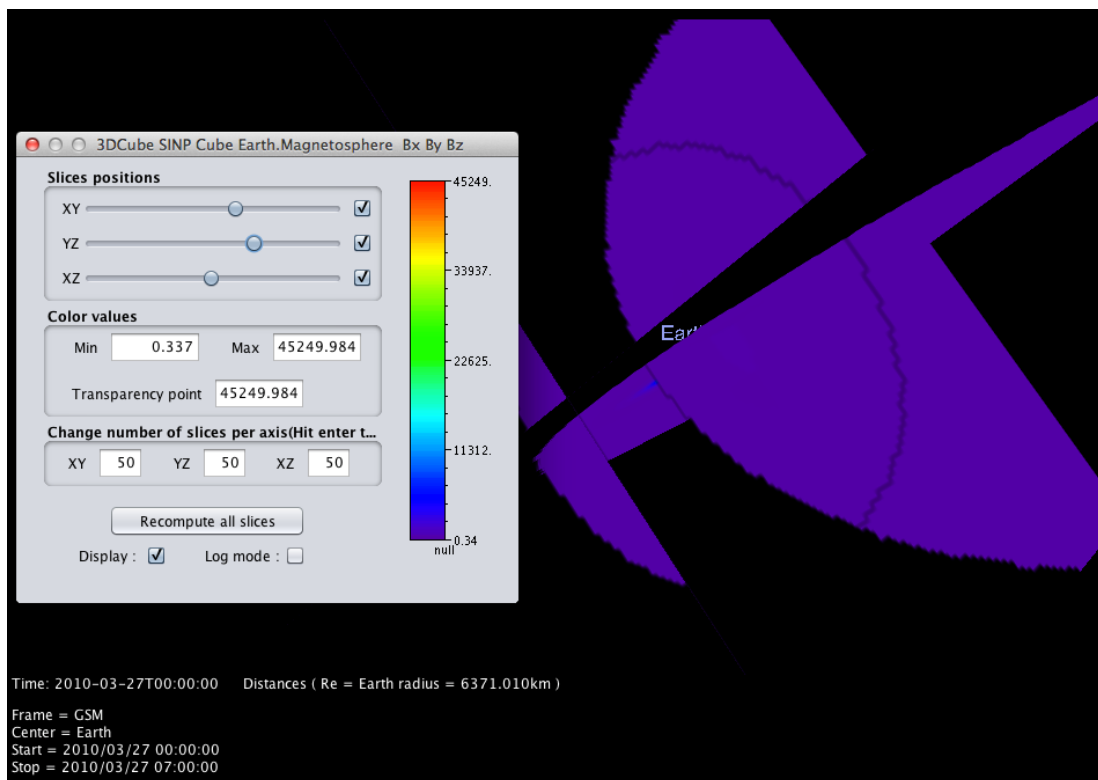 3DCube SINP Cube Earth.Magnetosphere Bx By Bz
Slices positions
XY
YZ
XZ
Color values
Min 0.337 Max 45249.984
Transparency point 45249.984
Change number of slices per axis(Hit enter t...
XY 50 YZ 50 XZ 50
Recompute all slices
Display : Log mode :
45249.
33937.
22625.
11312.
0.34
null
Time: 2010-03-27T00:00:00 Distances ( Re = Earth radius = 6371.010km )
Frame = GSM
Center = Earth
Start = 2010/03/27 00:00:00
Stop = 2010/03/27 07:00:00